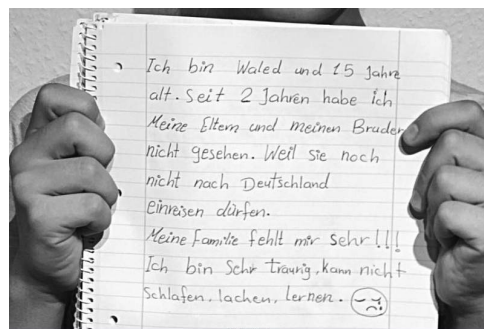 Ich bin Waled und 15 Jahre
alt. Seit 2 Jahren habe ich
Meine Eltern und meinen Bruder
nicht gesehen. Weil sie noch
nicht nach Deutschland
einreisen dürfen.
Meine Familie fehlt mir sehr!!!
Ich bin Sehr traurig, kann nicht
Schlafen, lachen, lernen.